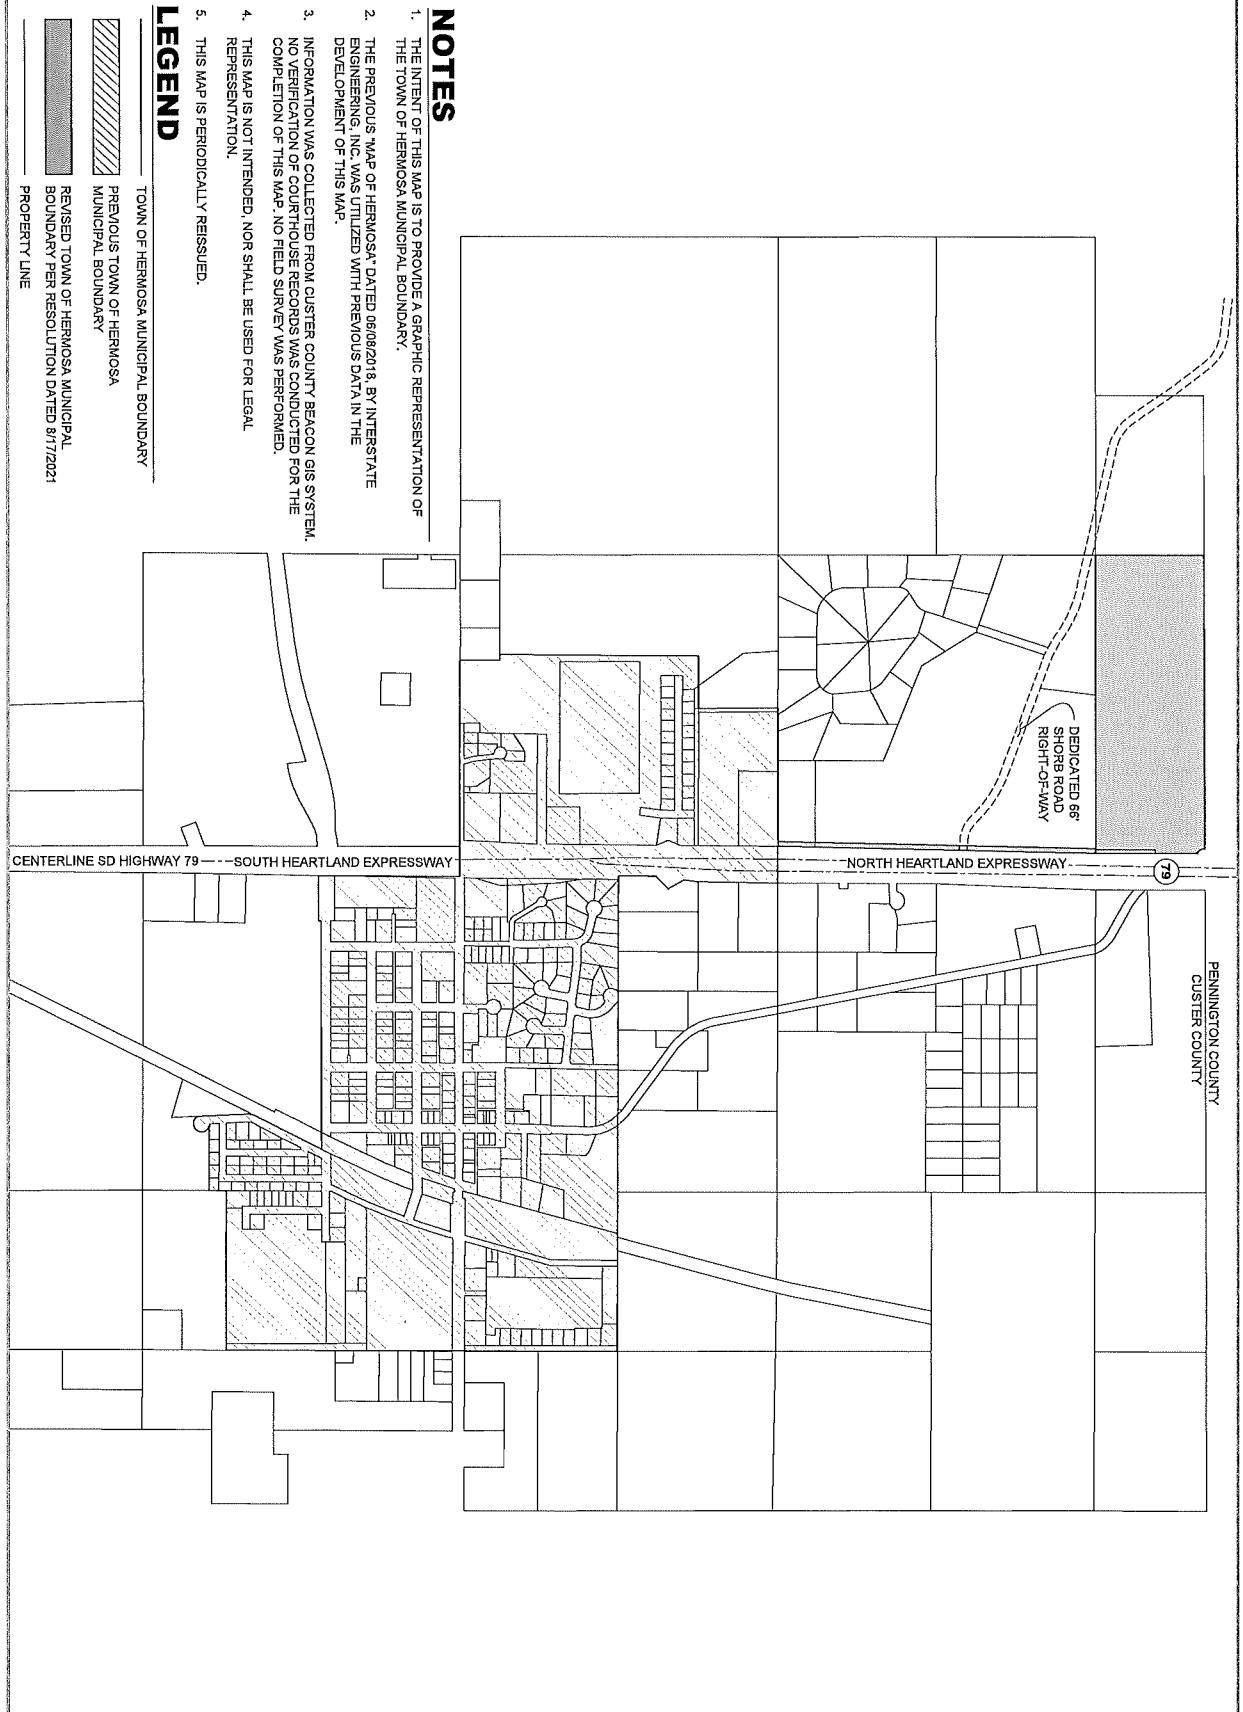 NOTES
1. THE INTENT OF THIS MAP IS TO PROVIDE A GRAPHIC REPRESENTATION OF
THE TOWN OF HERMOSA MUNICIPAL BOUNDARY.
2. THE PREVIOUS "MAP OF HERMOSA" DATED 06/08/2018, BY INTERSTATE
ENGINEERING, INC. WAS UTILIZED WITH PREVIOUS DATA IN THE
DEVELOPMENT OF THIS MAP.
3. INFORMATION WAS COLLECTED FROM CUSTER COUNTY BEACON GIS SYSTEM.
NO VERIFICATION OF COURTHOUSE RECORDS WAS CONDUCTED FOR THE
COMPLETION OF THIS MAP. NO FIELD SURVEY WAS PERFORMED.
4. THIS MAP IS NOT INTENDED, NOR SHALL BE USED FOR LEGAL
REPRESENTATION.
5. THIS MAP IS PERIODICALLY REISSUED.
LEGEND
TOWN OF HERMOSA MUNICIPAL BOUNDARY
PREVIOUS TOWN OF HERMOSA
MUNICIPAL BOUNDARY
REVISED TOWN OF HERMOSA MUNICIPAL
BOUNDARY PER RESOLUTION DATED 8/17/2021
PROPERTY LINE
DEDICATED 66'
SHORB ROAD
RIGHT-OF-WAY
PENNINGTON COUNTY
CUSTER COUNTY
79
NORTH HEARTLAND EXPRESSWAY
SOUTH HEARTLAND EXPRESSWAY
CENTERLINE SD HIGHWAY 79